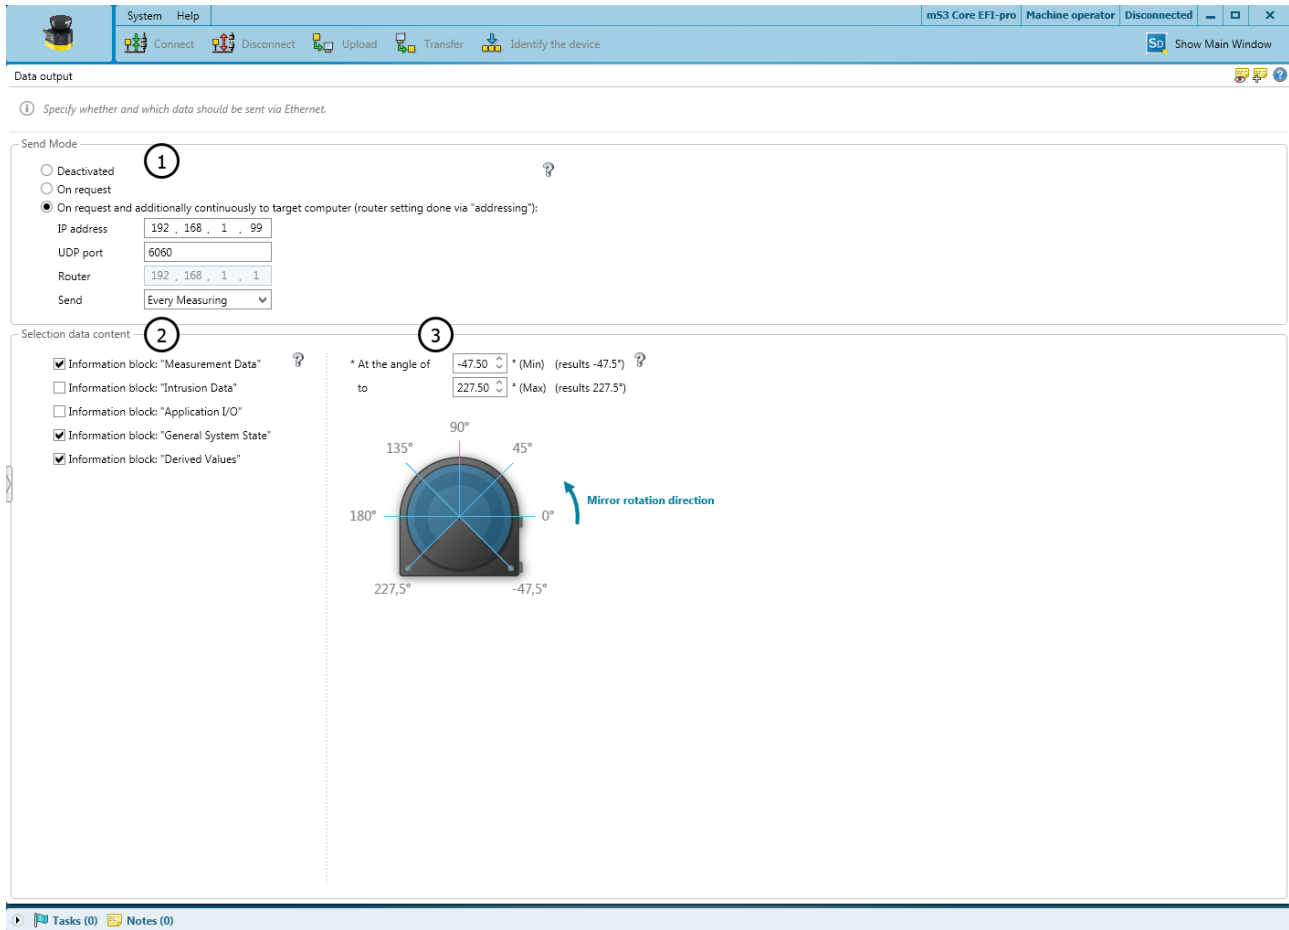 System Help
mS3 Core EFI-pro Machine operator Disconnected
Connect Disconnect Upload Transfer Identify the device
SD Show Main Window
Data output
Specify whether and which data should be sent via Ethernet.
Send Mode
1
Deactivated
On request
On request and additionally continuously to target computer (router setting done via "addressing"):
IP address 192 . 168 . 1 . 99
UDP port 6060
Router 192 . 168 . 1 . 1
Send Every Measuring
Selection data content
2
3
Information block: "Measurement Data"
Information block: "Intrusion Data"
Information block: "Application I/O"
Information block: "General System State"
Information block: "Derived Values"
* At the angle of -47.50 ° (Min) (results -47.5°)
to 227.50 ° (Max) (results 227.5°)
90°
135° 45°
180° 0°
227,5° -47,5°
Mirror rotation direction
Tasks (0) Notes (0)